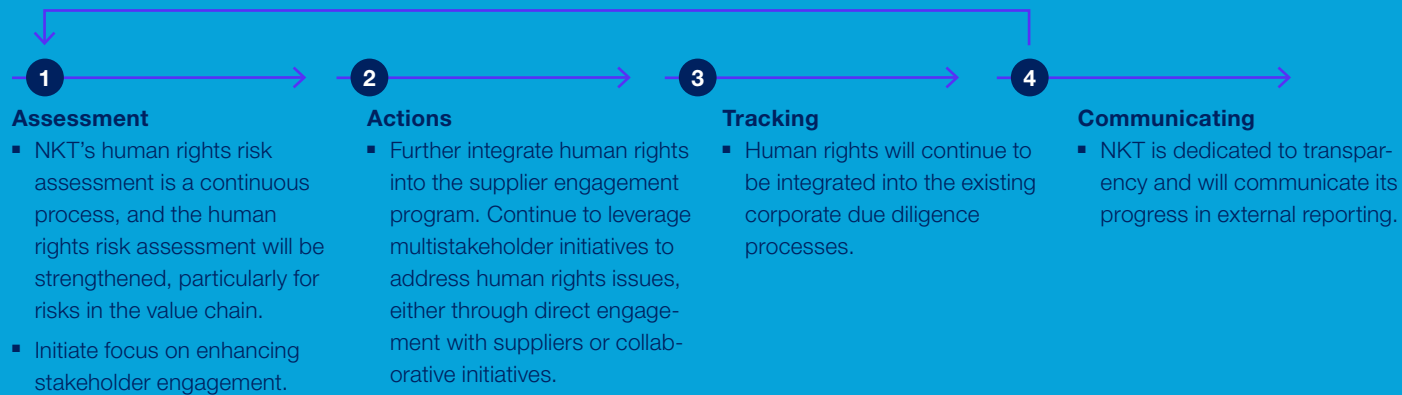 1
Assessment
▪ NKT's human rights risk
assessment is a continuous
process, and the human
rights risk assessment will be
strengthened, particularly for
risks in the value chain.
▪ Initiate focus on enhancing
stakeholder engagement.
2
Actions
▪ Further integrate human rights
into the supplier engagement
program. Continue to leverage
multistakeholder initiatives to
address human rights issues,
either through direct engage-
ment with suppliers or collab-
orative initiatives.
3
Tracking
▪ Human rights will continue to
be integrated into the existing
corporate due diligence
processes.
4
Communicating
▪ NKT is dedicated to transpar-
ency and will communicate its
progress in external reporting.